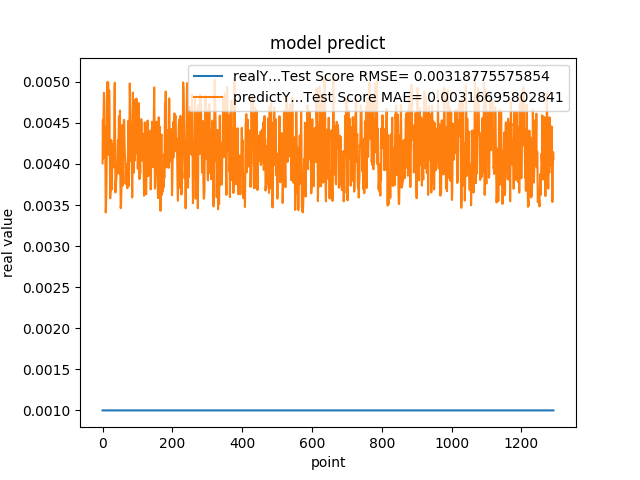 model predict
realY...Test Score RMSE= 0.00318775575854
predictY...Test Score MAE= 0.00316695802841
0.0050
0.0045
0.0040
0.0035
0.0030
0.0025
0.0020
0.0015
0.0010
real value
0 200 400 600 800 1000 1200
point